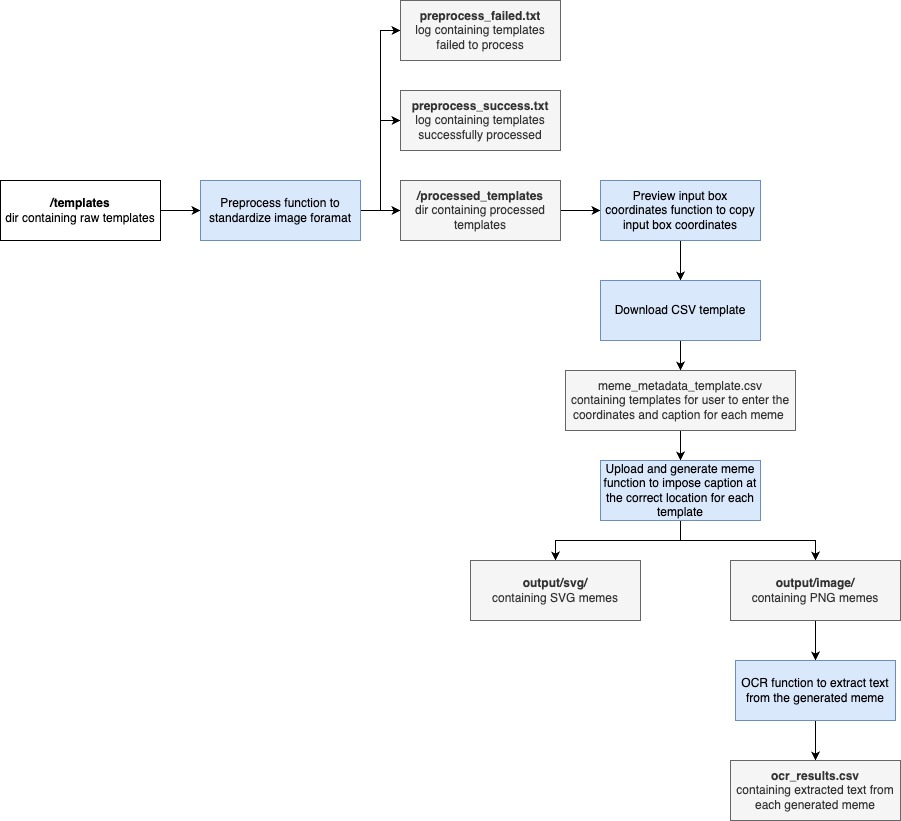 preprocess_failed.txt
log containing templates
failed to process
preprocess_success.txt
log containing templates
successfully processed
/templates
dir containing raw templates
Preprocess function to
standardize image foramat
/processed_templates
dir containing processed
templates
Preview input box
coordinates function to copy
input box coordinates
Download CSV template
meme_metadata_template.csv
containing templates for user to enter the
coordinates and caption for each meme
Upload and generate meme
function to impose caption at
the correct location for each
template
output/svg/
containing SVG memes
output/image/
containing PNG memes
OCR function to extract text
from the generated meme
ocr_results.csv
containing extracted text from
each generated meme